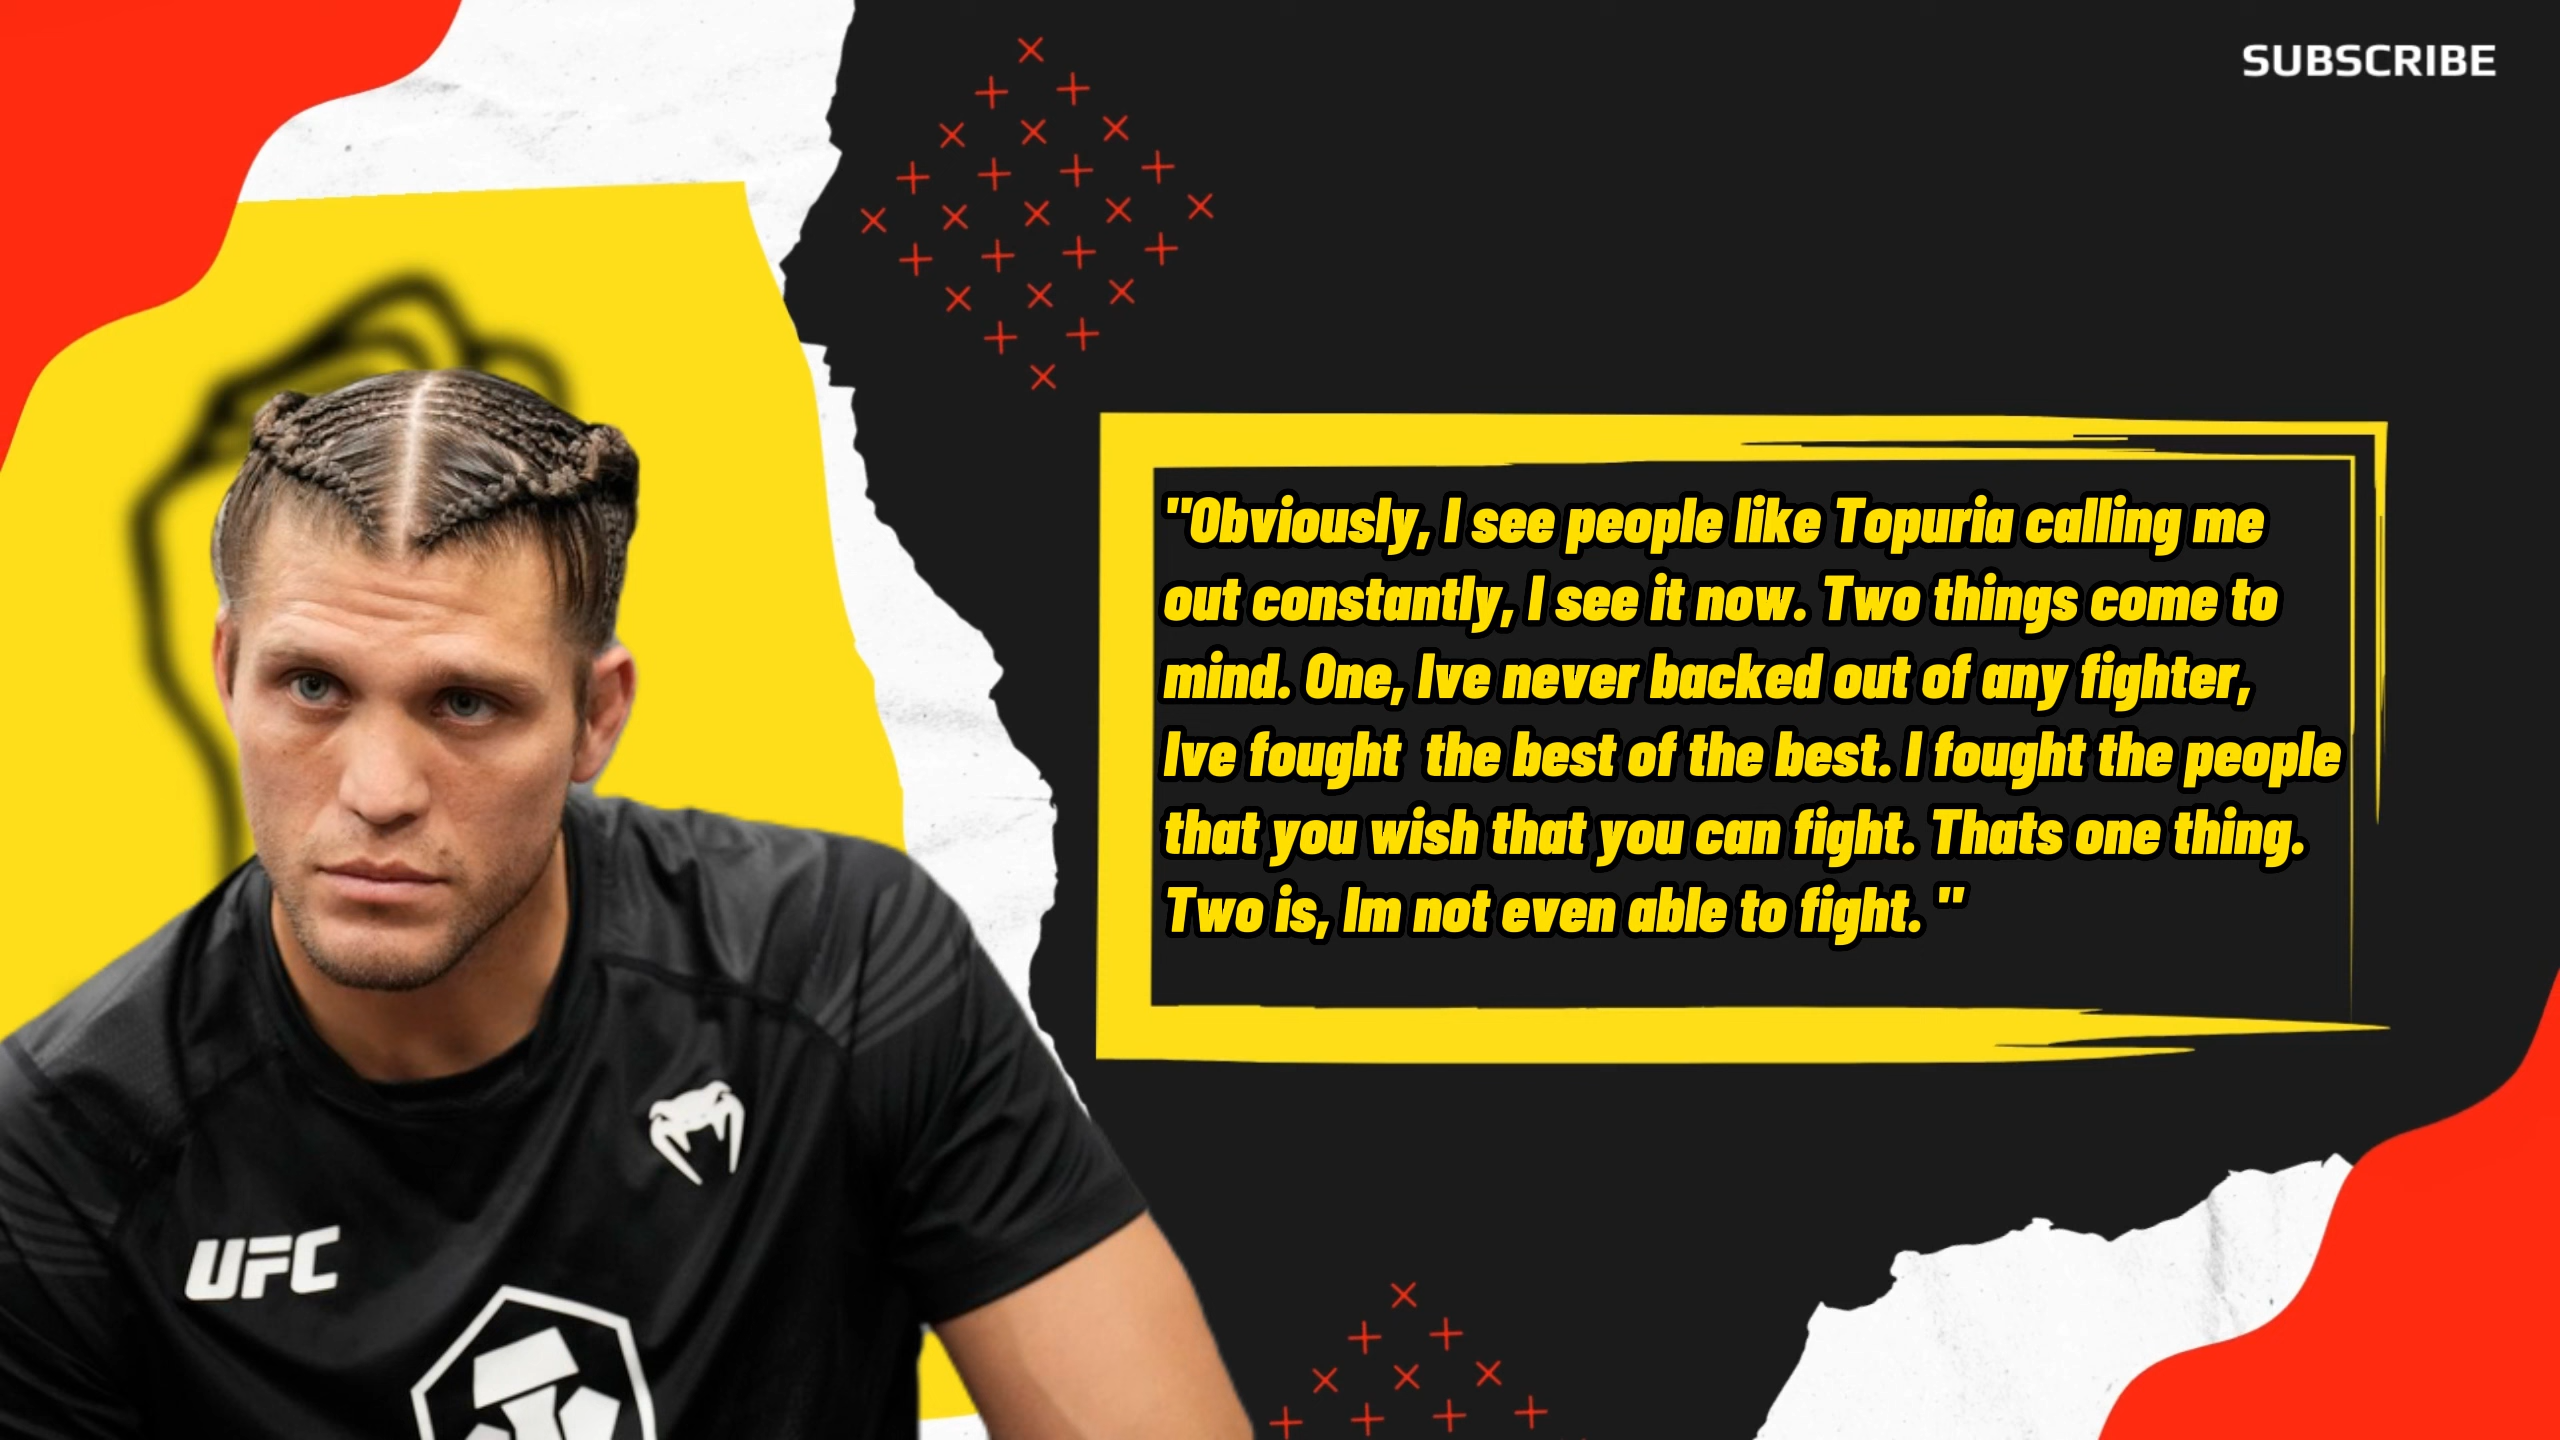 SUBSCRIBE
"Obviously, I see people like Topuria calling me
out constantly, I see it now. Two things come to
mind. One, Ive never backed out of any fighter,
Ive fought  the best of the best. I fought the people
that you wish that you can fight. Thats one thing.
Two is, Im not even able to fight. "
UFC